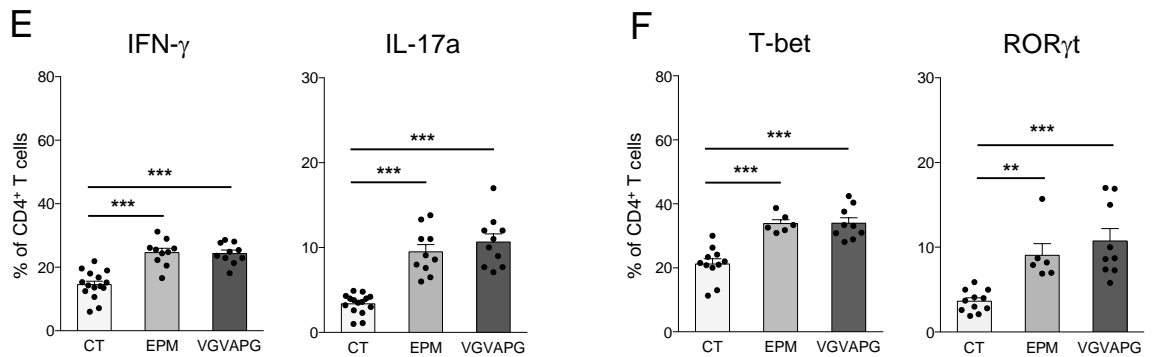 E
IFN-γ
IL-17a
F
T-bet
RORγt
% of CD4+ T cells
80
60
40
20
0
***
***
CT EPM VGVAPG
30
20
10
0
***
***
CT EPM VGVAPG
% of CD4+ T cells
80
60
40
20
0
***
***
CT EPM VGVAPG
30
20
10
0
***
**
CT EPM VGVAPG